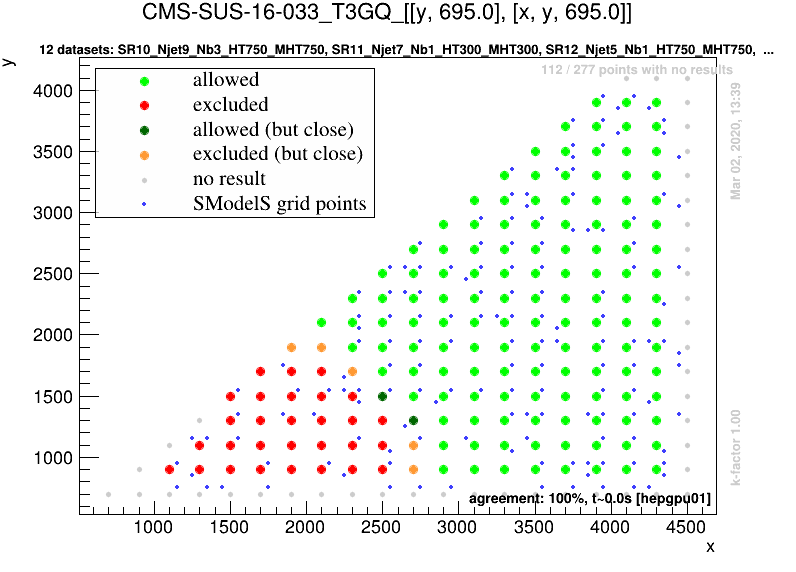 CMS-SUS-16-033_T3GQ_[[y, 695.0], [x, y, 695.0]]
12 datasets: SR10_Njet9_Nb3_HT750_MHT750, SR11_Njet7_Nb1_HT300_MHT300, SR12_Njet5_Nb1_HT750_MHT750, ...
y
112 / 277 points with no results
allowed
excluded
allowed (but close)
excluded (but close)
no result
SModelS grid points
Mar 02, 2020, 13:39
4000
3500
3000
2500
2000
1500
1000
k-factor 1.00
agreement: 100%, t~0.0s [hepgpu01]
1000 1500 2000 2500 3000 3500 4000 4500
x